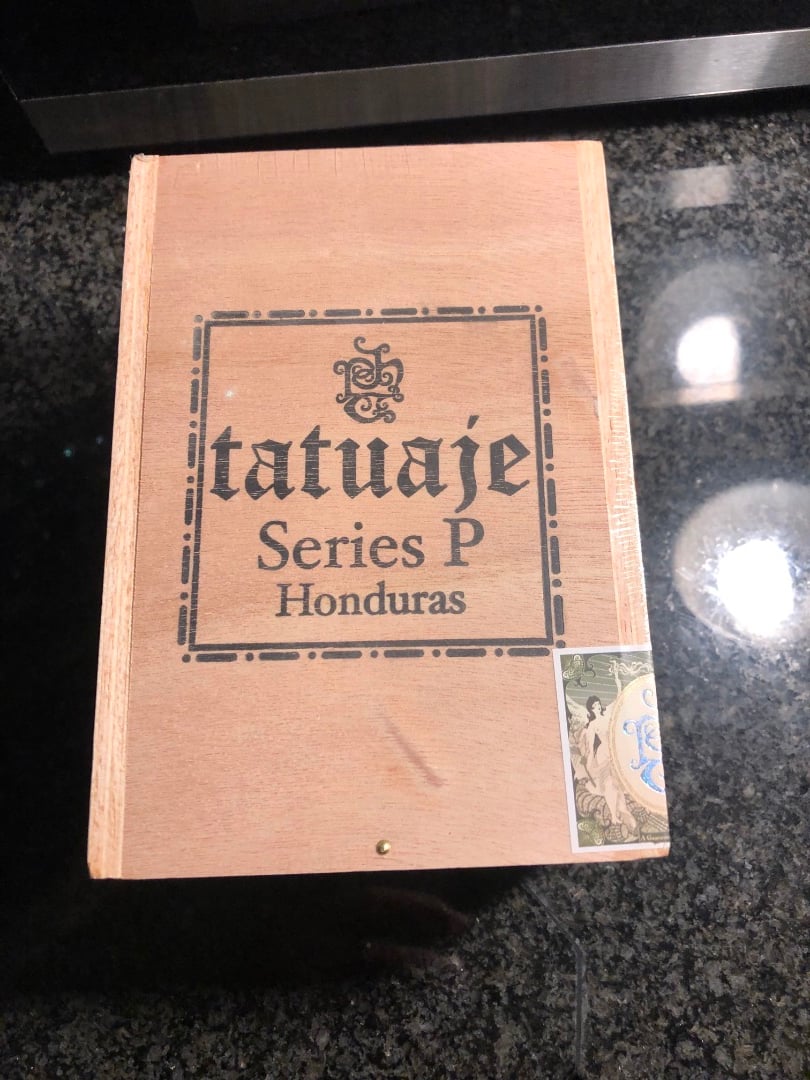 tatuaje
Series P
Honduras